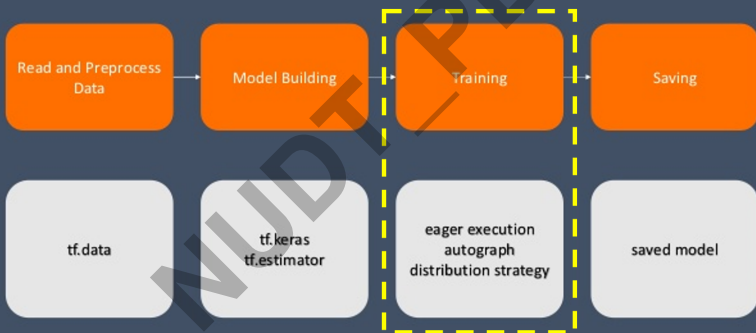 Read and Preprocess
Data
Model Building
Training
Saving
tf.data
tf.keras
tf.estimator
eager execution
autograph
distribution strategy
saved model